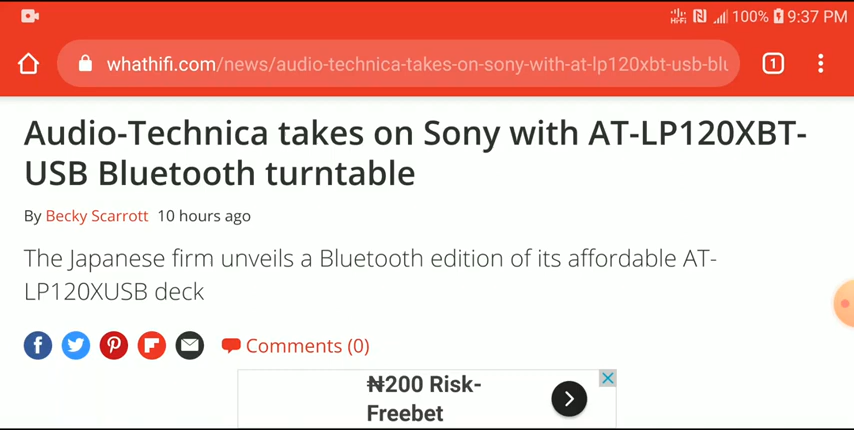 HiFi 100% 9:37 PM
whathifi.com/news/audio-technica-takes-on-sony-with-at-lp120xbt-usb-blu
1
Audio-Technica takes on Sony with AT-LP120XBT-
USB Bluetooth turntable
By Becky Scarrott 10 hours ago
The Japanese firm unveils a Bluetooth edition of its affordable AT-
LP120XUSB deck
Comments (0)
₦200 Risk-
Freebet